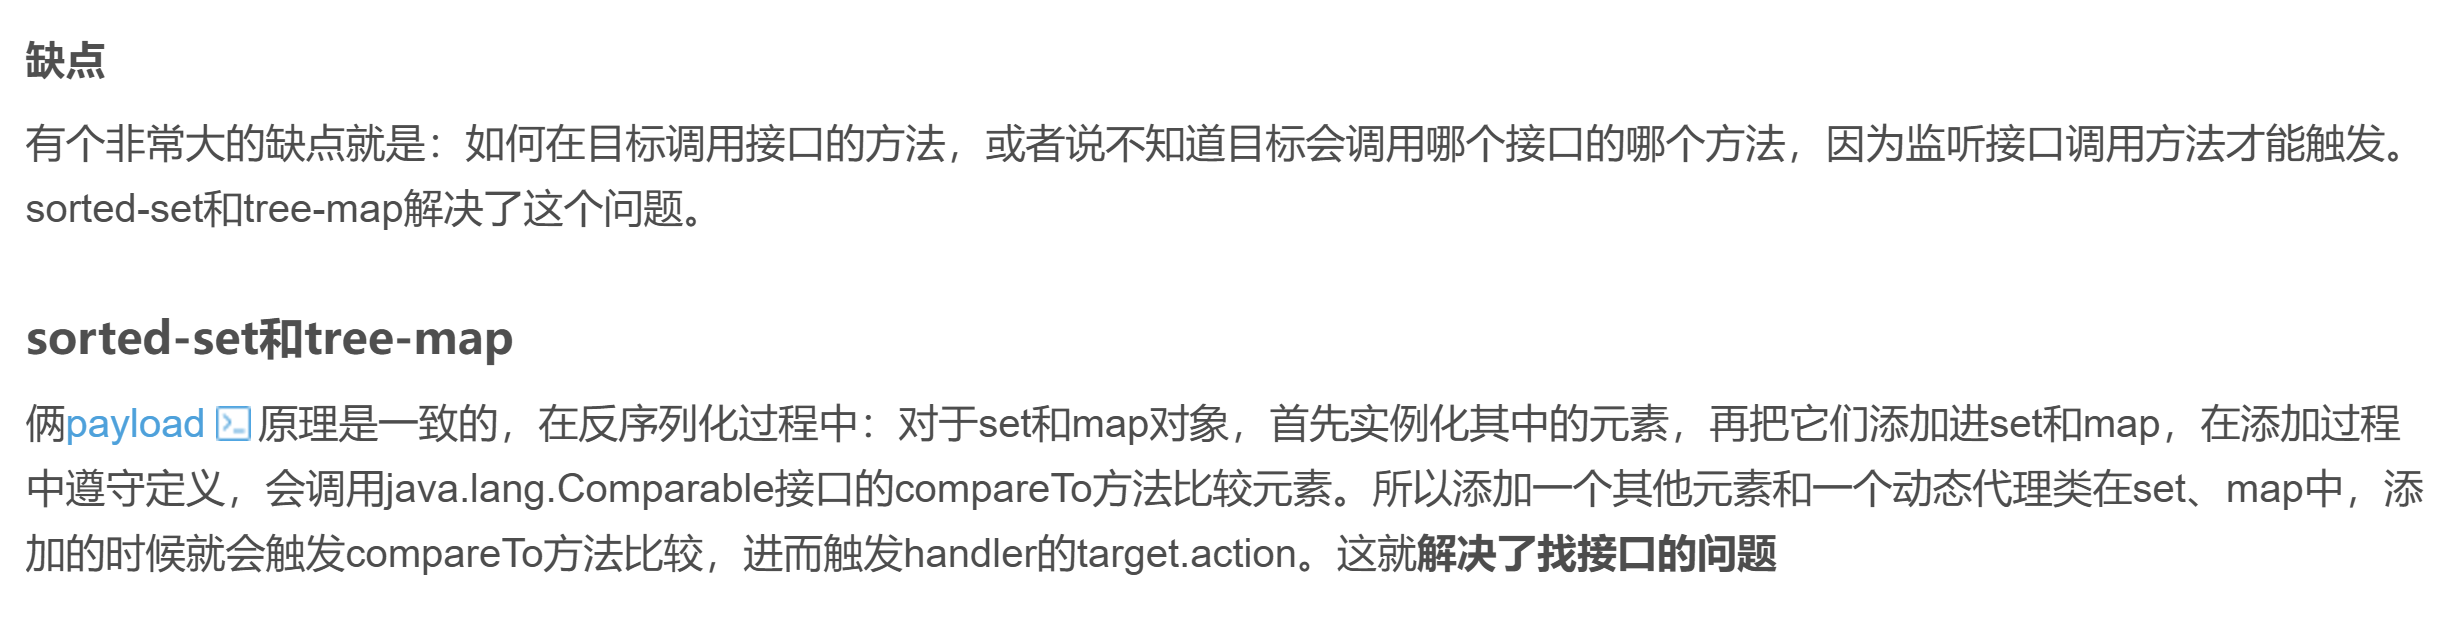 缺点
有个非常大的缺点就是：如何在目标调用接口的方法，或者说不知道目标会调用哪个接口的哪个方法，因为监听接口调用方法才能触发。
sorted-set和tree-map解决了这个问题。
sorted-set和tree-map
俩payload原理是一致的，在反序列化过程中：对于set和map对象，首先实例化其中的元素，再把它们添加进set和map，在添加过程
中遵守定义，会调用java.lang.Comparable接口的compareTo方法比较元素。所以添加一个其他元素和一个动态代理类在set、map中，添
加的时候就会触发compareTo方法比较，进而触发handler的target.action。这就解决了找接口的问题